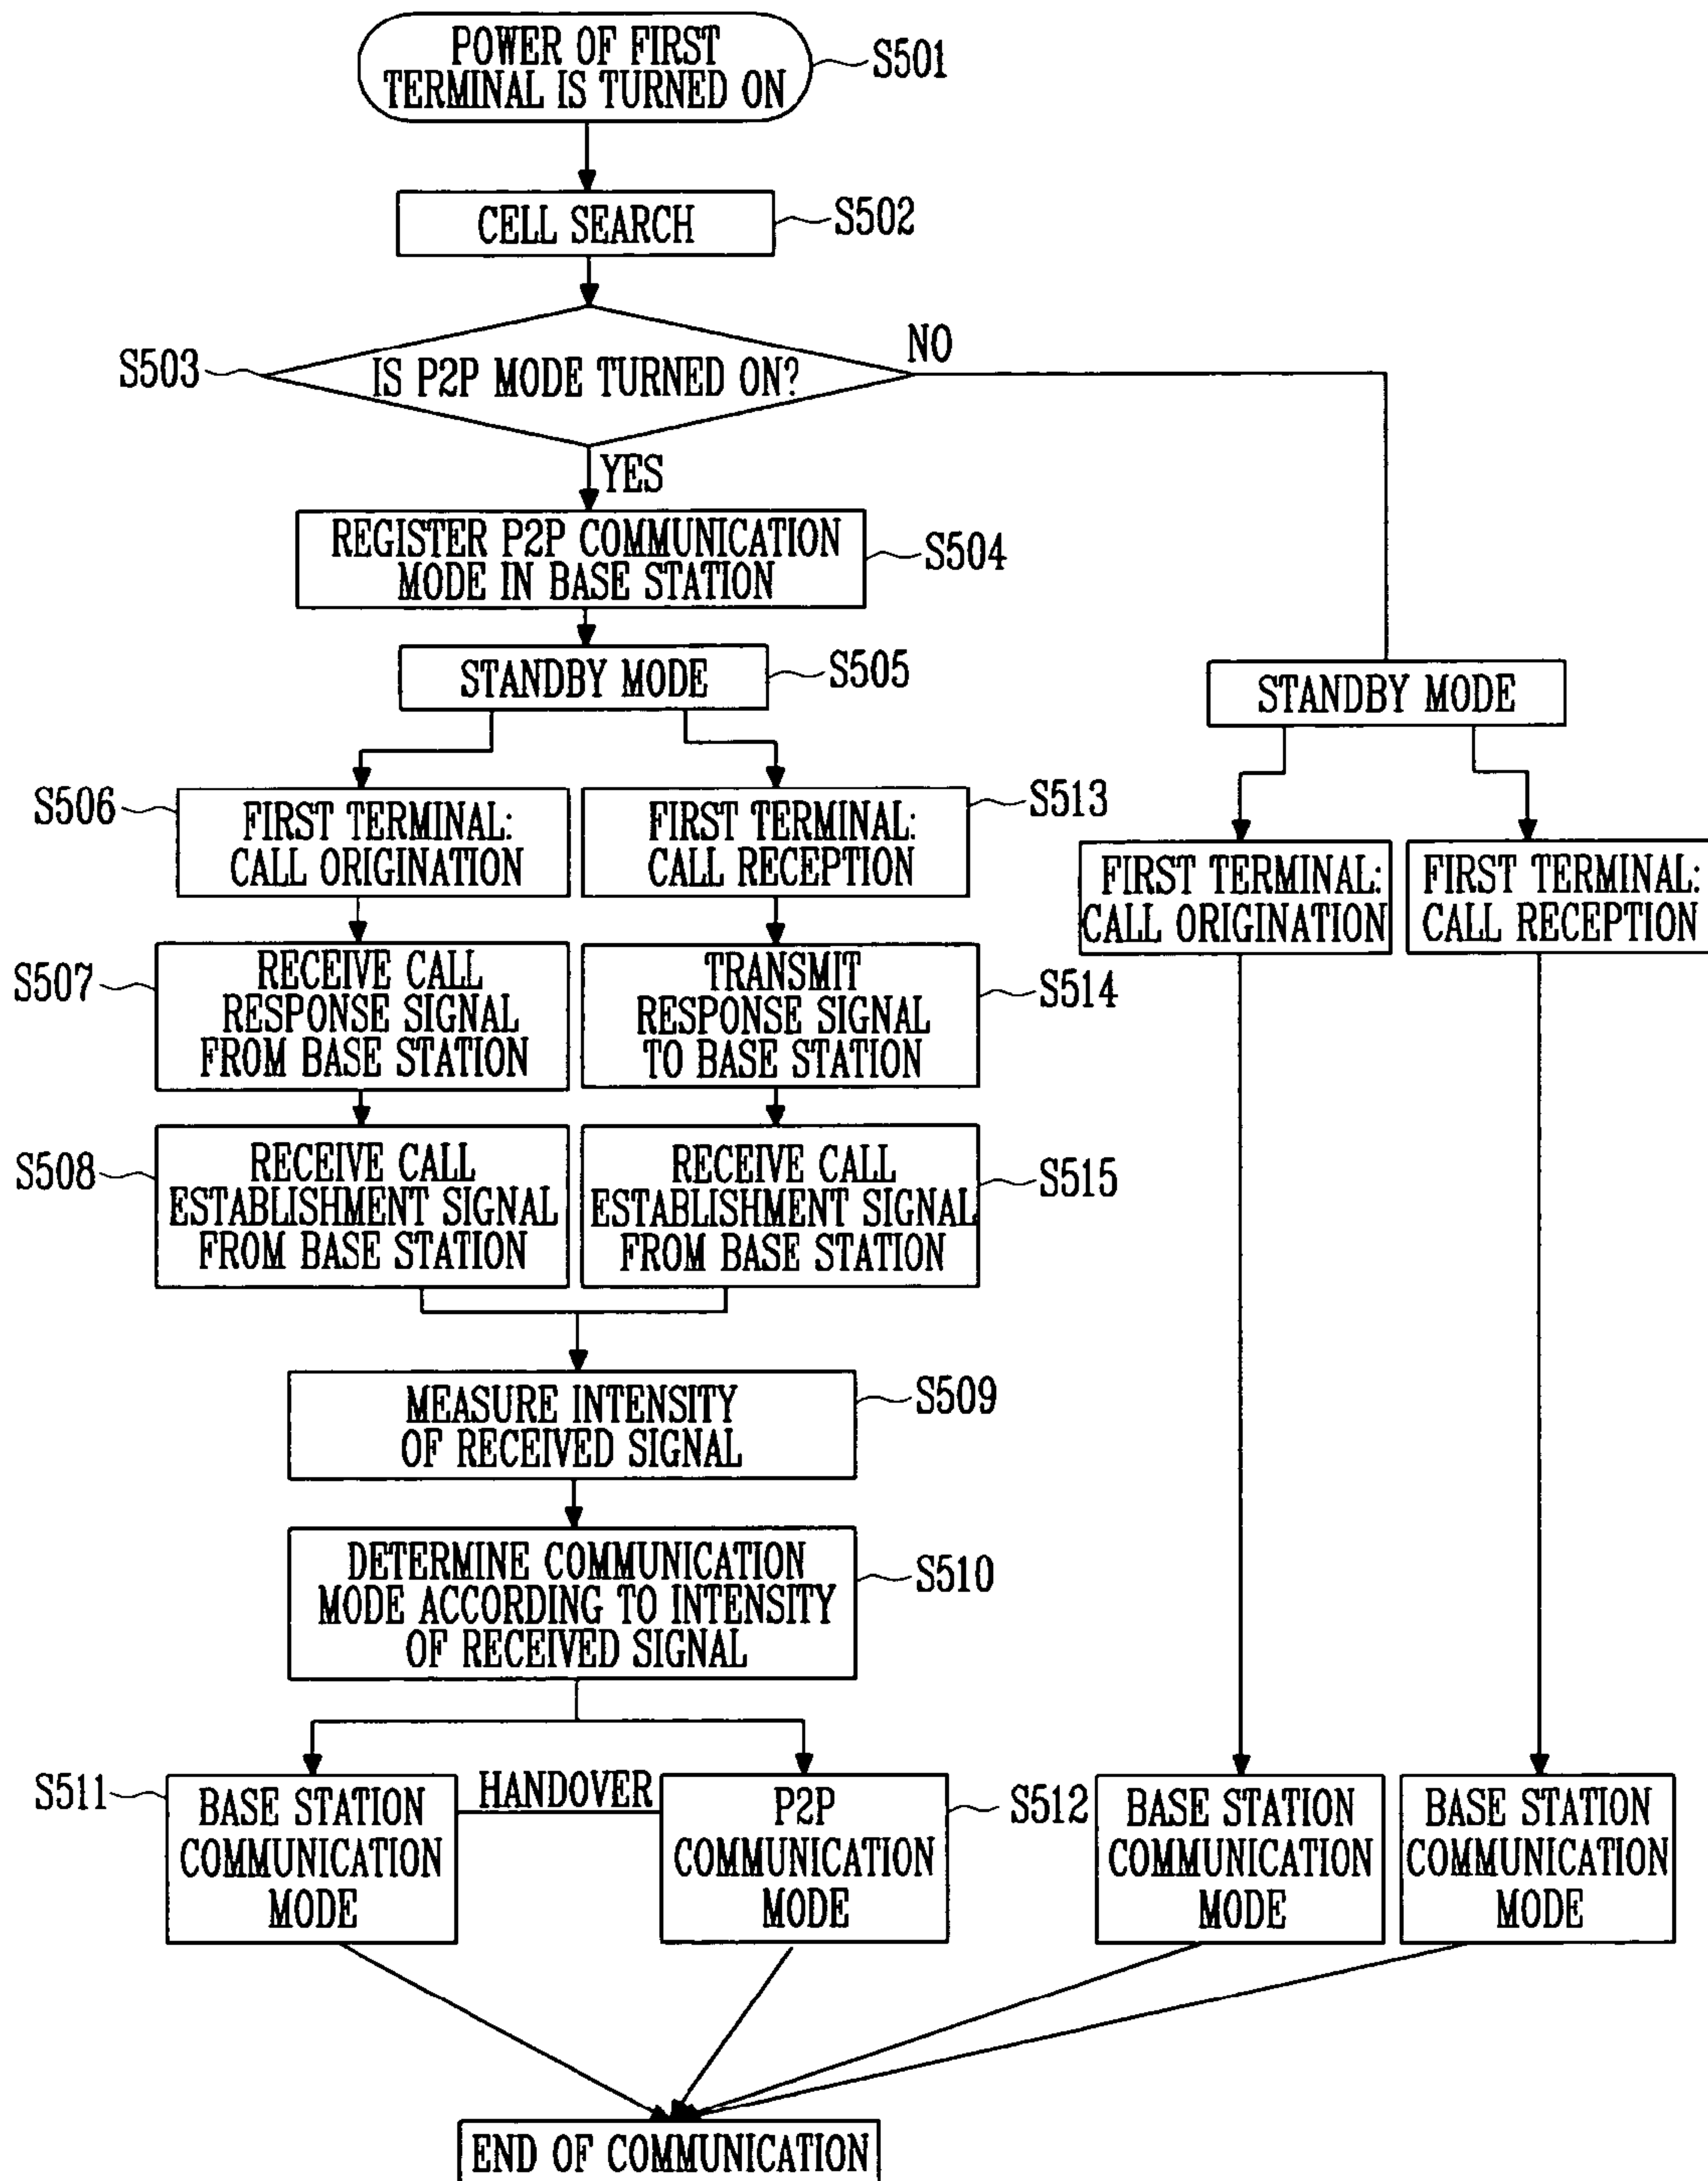 POWER OF FIRST
TERMINAL IS TURNED ON
S501
CELL SEARCH
S502
S503
IS P2P MODE TURNED ON?
NO
YES
REGISTER P2P COMMUNICATION
MODE IN BASE STATION
S504
STANDBY MODE
S505
STANDBY MODE
S506
FIRST TERMINAL:
CALL ORIGINATION
FIRST TERMINAL:
CALL RECEPTION
S513
FIRST TERMINAL:
CALL ORIGINATION
FIRST TERMINAL:
CALL RECEPTION
S507
RECEIVE CALL
RESPONSE SIGNAL
FROM BASE STATION
TRANSMIT
RESPONSE SIGNAL
TO BASE STATION
S514
S508
RECEIVE CALL
ESTABLISHMENT SIGNAL
FROM BASE STATION
RECEIVE CALL
ESTABLISHMENT SIGNAL
FROM BASE STATION
S515
MEASURE INTENSITY
OF RECEIVED SIGNAL
S509
DETERMINE COMMUNICATION
MODE ACCORDING TO INTENSITY
OF RECEIVED SIGNAL
S510
S511
BASE STATION
COMMUNICATION
MODE
HANDOVER
P2P
COMMUNICATION
MODE
S512
BASE STATION
COMMUNICATION
MODE
BASE STATION
COMMUNICATION
MODE
END OF COMMUNICATION